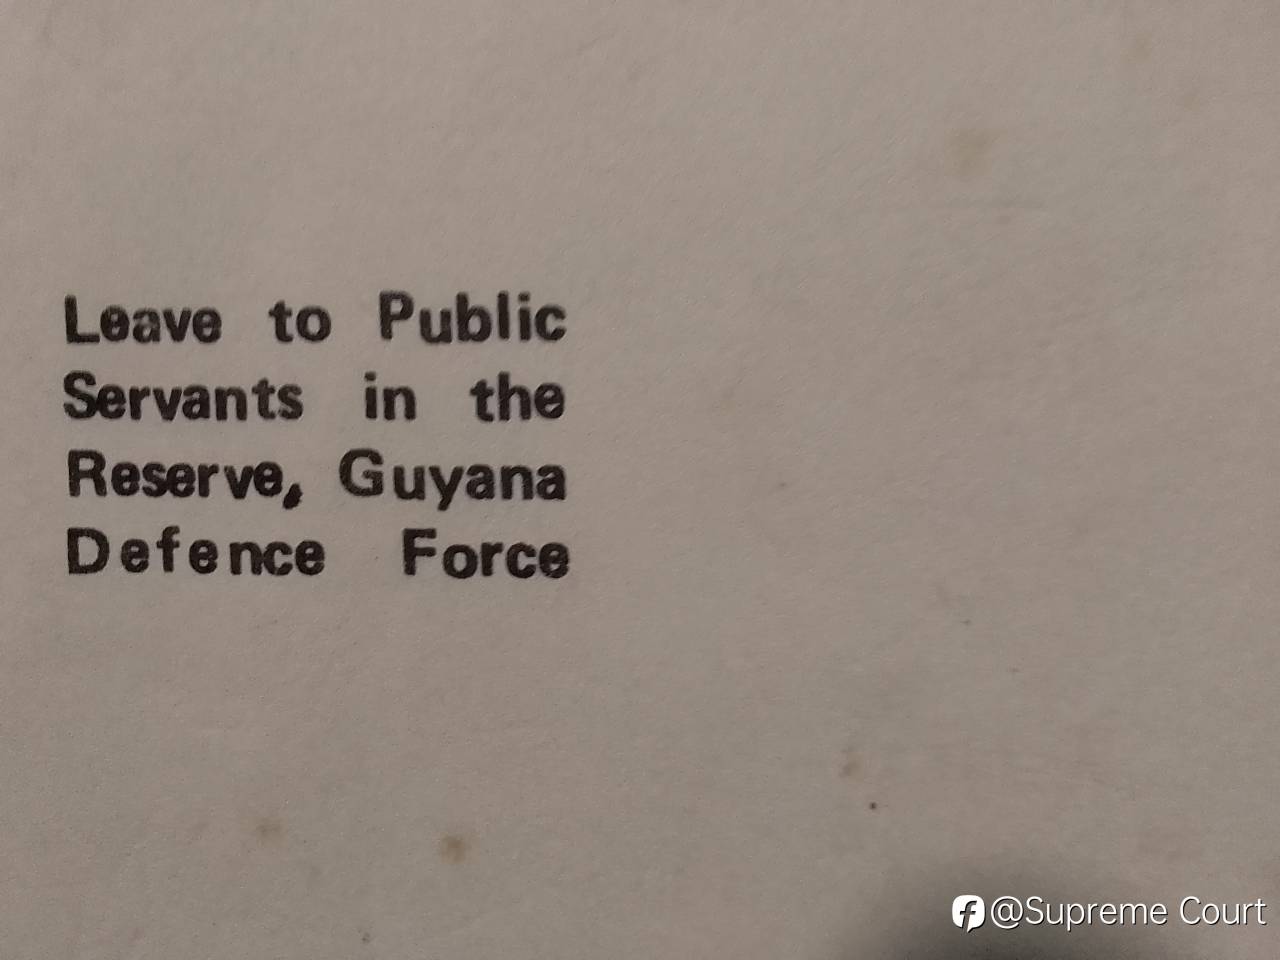 Leave to Public
Servants in the
Reserve, Guyana
Defence Force
@Supreme Court